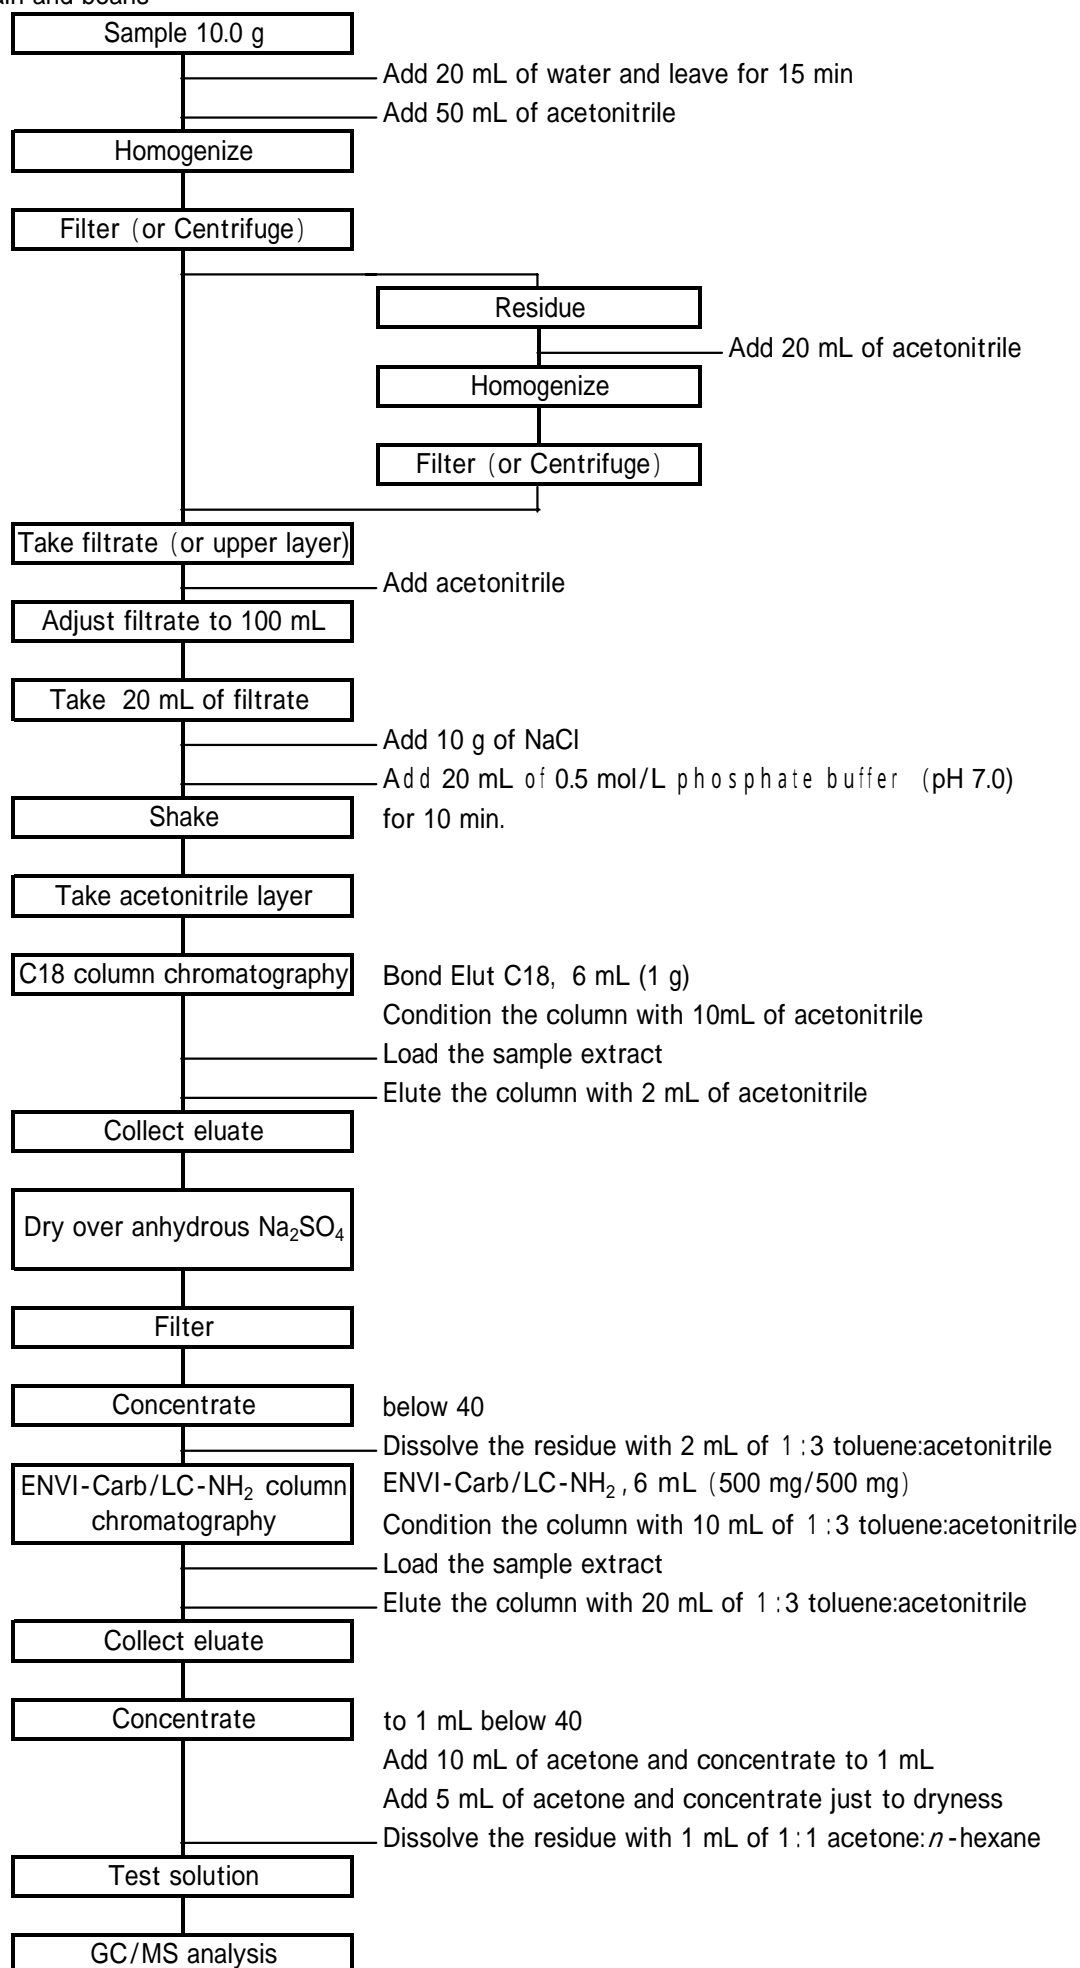 and beans
Sample 10.0 g
Add 20 mL of water and leave for 15 min
Add 50 mL of acetonitrile
Homogenize
Filter (or Centrifuge)
Residue
Add 20 mL of acetonitrile
Homogenize
Filter (or Centrifuge)
Take filtrate (or upper layer)
Add acetonitrile
Adjust filtrate to 100 mL
Take 20 mL of filtrate
Add 10 g of NaCl
Add 20 mL of 0.5 mol/L phosphate buffer (pH 7.0)
Shake for 10 min.
Take acetonitrile layer
C18 column chromatography Bond Elut C18, 6 mL (1 g)
Condition the column with 10mL of acetonitrile
Load the sample extract
Elute the column with 2 mL of acetonitrile
Collect eluate
Dry over anhydrous Na₂SO₄
Filter
Concentrate below 40
Dissolve the residue with 2 mL of 1:3 toluene:acetonitrile
ENVI-Carb/LC-NH₂ column
chromatography
ENVI-Carb/LC-NH₂, 6 mL (500 mg/500 mg)
Condition the column with 10 mL of 1:3 toluene:acetonitrile
Load the sample extract
Elute the column with 20 mL of 1:3 toluene:acetonitrile
Collect eluate
Concentrate to 1 mL below 40
Add 10 mL of acetone and concentrate to 1 mL
Add 5 mL of acetone and concentrate just to dryness
Dissolve the residue with 1 mL of 1:1 acetone:n-hexane
Test solution
GC/MS analysis